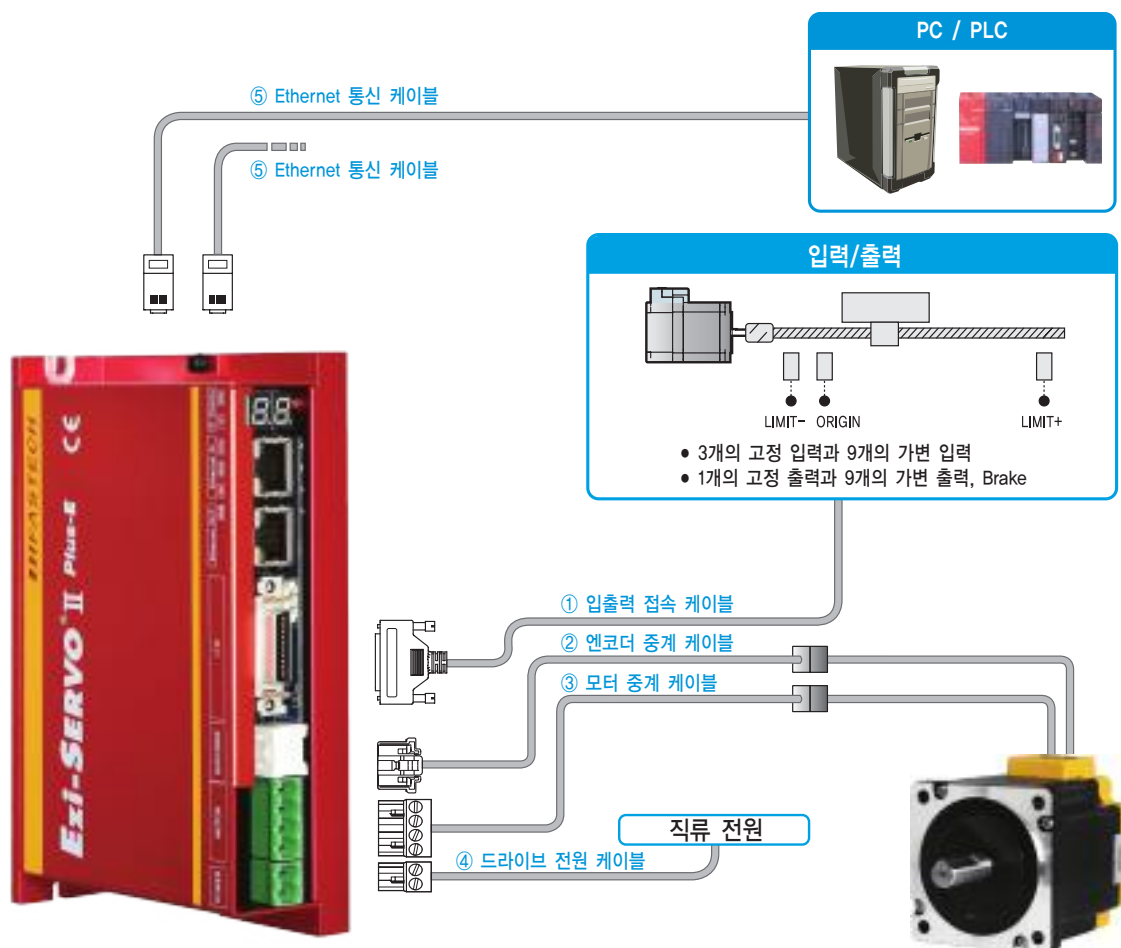 PC / PLC
⑤ Ethernet 통신 케이블
⑤ Ethernet 통신 케이블
입력/출력
LIMIT- ORIGIN
LIMIT+
● 3개의 고정 입력과 9개의 가변 입력
● 1개의 고정 출력과 9개의 가변 출력, Brake
FASTECH
CE
Ezi-SERVO II Plus-E
① 입출력 접속 케이블
② 엔코더 중계 케이블
③ 모터 중계 케이블
직류 전원
④ 드라이브 전원 케이블